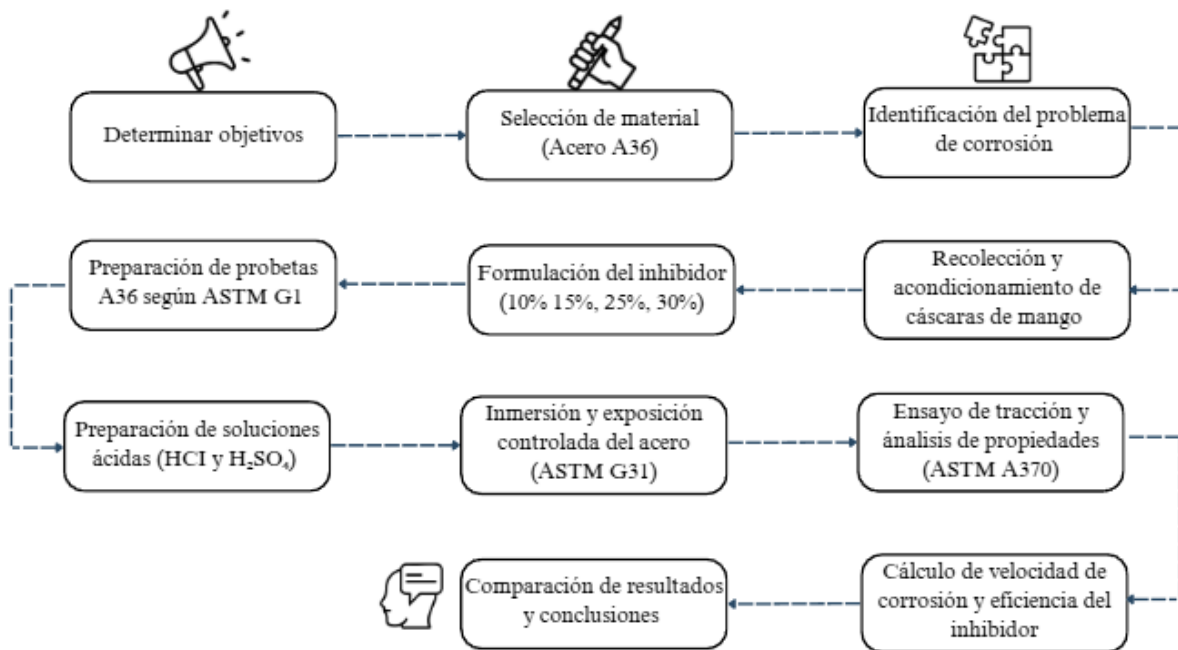 Determinar objetivos
Selección de material
(Acero A36)
Identificación del problema
de corrosión
Preparación de probetas
A36 según ASTM G1
Formulación del inhibidor
(10% 15%, 25%, 30%)
Recolección y
acondicionamiento de
cáscaras de mango
Preparación de soluciones
ácidas (HCI y H₂SO₄)
Inmersión y exposición
controlada del acero
(ASTM G31)
Ensayo de tracción y
ánalisis de propiedades
(ASTM A370)
Comparación de resultados
y conclusiones
Cálculo de velocidad de
corrosión y eficiencia del
inhibidor